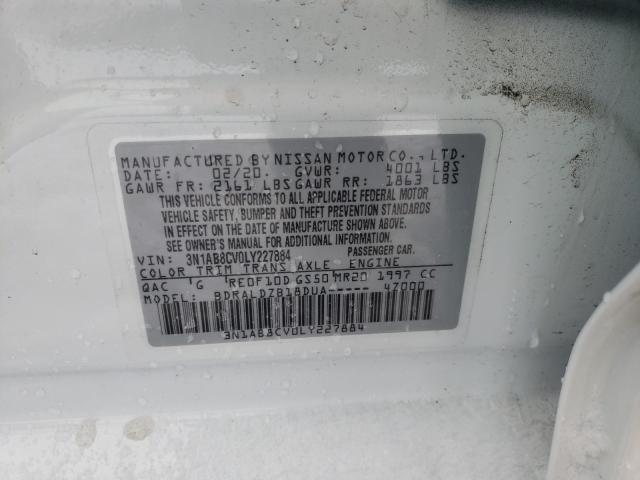 MANUFACTURED BY NISSAN MOTOR CO., LTD.
DATE: 02/20. GVWR: 4001 LBS
GAWR FR: 2161 LBS GAWR RR: 1863 LBS
THIS VEHICLE CONFORMS TO ALL APPLICABLE FEDERAL MOTOR
VEHICLE SAFETY, BUMPER AND THEFT PREVENTION STANDARDS
IN EFFECT ON THE DATE OF MANUFACTURE SHOWN ABOVE.
SEE OWNER'S MANUAL FOR ADDITIONAL INFORMATION.
VIN: 3N1AB8CV0LY227884 PASSENGER CAR.
COLOR TRIM TRANS AXLE ENGINE
QAC G RE0F10D GS50 MR20 1997 CC
MODEL: BDRALDZB18DUA----- 47000
3N1AB8CV0LY227884